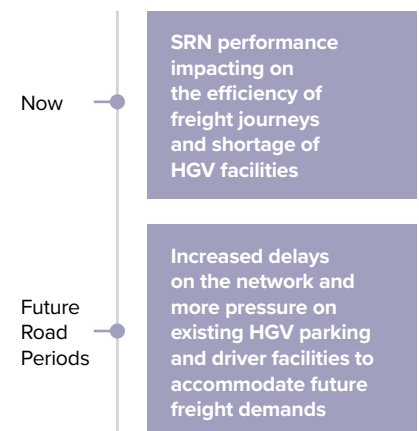 Now
SRN performance
impacting on
the efficiency of
freight journeys
and shortage of
HGV facilities
Future
Road
Periods
Increased delays
on the network and
more pressure on
existing HGV parking
and driver facilities to
accommodate future
freight demands